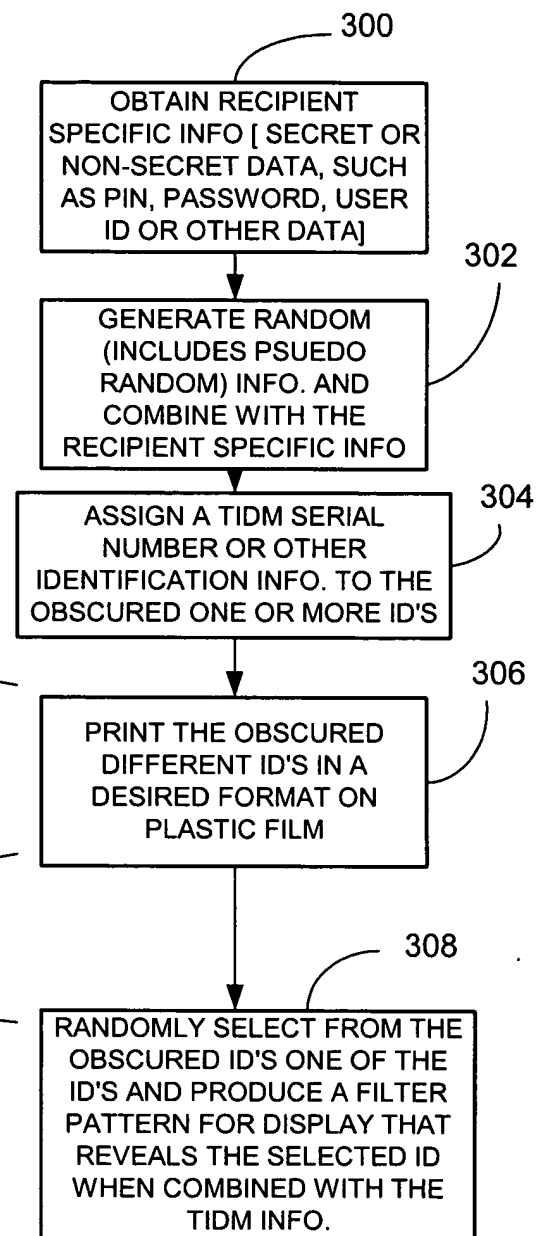 300
OBTAIN RECIPIENT
SPECIFIC INFO [ SECRET OR
NON-SECRET DATA, SUCH
AS PIN, PASSWORD, USER
ID OR OTHER DATA]
302
GENERATE RANDOM
(INCLUDES PSUEDO
RANDOM) INFO. AND
COMBINE WITH THE
RECIPIENT SPECIFIC INFO
304
ASSIGN A TIDM SERIAL
NUMBER OR OTHER
IDENTIFICATION INFO. TO THE
OBSCURED ONE OR MORE ID'S
306
PRINT THE OBSCURED
DIFFERENT ID'S IN A
DESIRED FORMAT ON
PLASTIC FILM
308
RANDOMLY SELECT FROM THE
OBSCURED ID'S ONE OF THE
ID'S AND PRODUCE A FILTER
PATTERN FOR DISPLAY THAT
REVEALS THE SELECTED ID
WHEN COMBINED WITH THE
TIDM INFO.